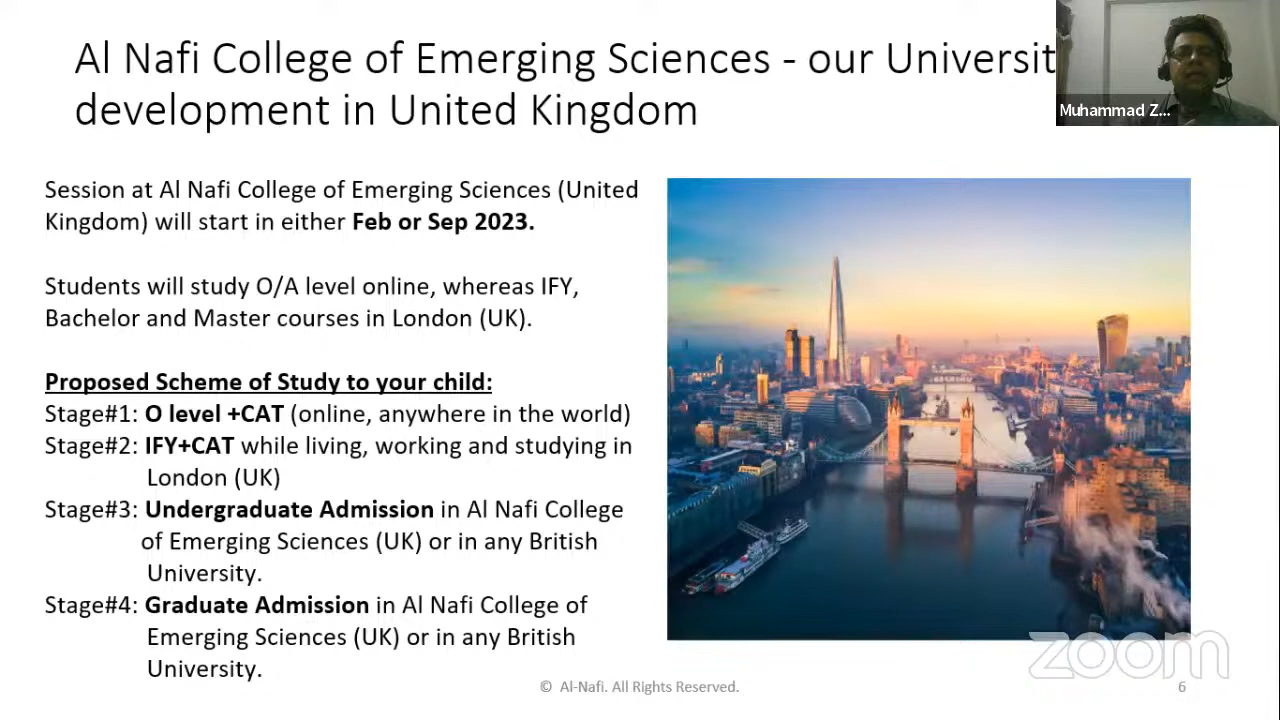 Al Nafi College of Emerging Sciences - our Universit
development in United Kingdom
Muhammad Z...
Session at Al Nafi College of Emerging Sciences (United
Kingdom) will start in either Feb or Sep 2023.
Students will study O/A level online, whereas IFY,
Bachelor and Master courses in London (UK).
Proposed Scheme of Study to your child:
Stage#1: O level +CAT (online, anywhere in the world)
Stage#2: IFY+CAT while living, working and studying in
London (UK)
Stage#3: Undergraduate Admission in Al Nafi College
of Emerging Sciences (UK) or in any British
University.
Stage#4: Graduate Admission in Al Nafi College of
Emerging Sciences (UK) or in any British
University.
zoom
© Al-Nafi. All Rights Reserved.
6